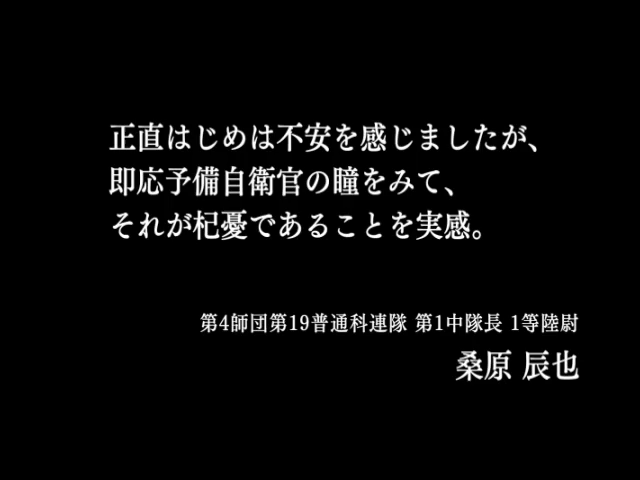 正直はじめは不安を感じましたが、
即応予備自衛官の瞳をみて、
それが杞憂であることを実感。
第4師団第19普通科連隊 第1中隊長 1等陸尉
桑原 辰也